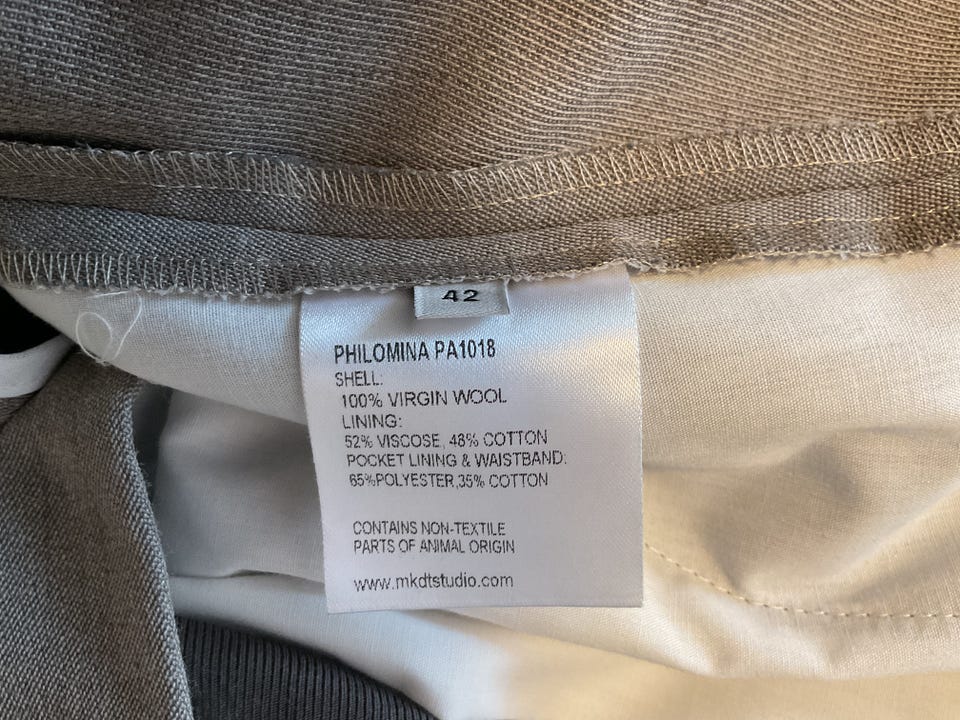 42
PHILOMINA PA1018
SHELL:
100% VIRGIN WOOL
LINING:
52% VISCOSE, 48% COTTON
POCKET LINING & WAISTBAND:
65%POLYESTER,35% COTTON
CONTAINS NON-TEXTILE
PARTS OF ANIMAL ORIGIN
www.mkdtstudio.com